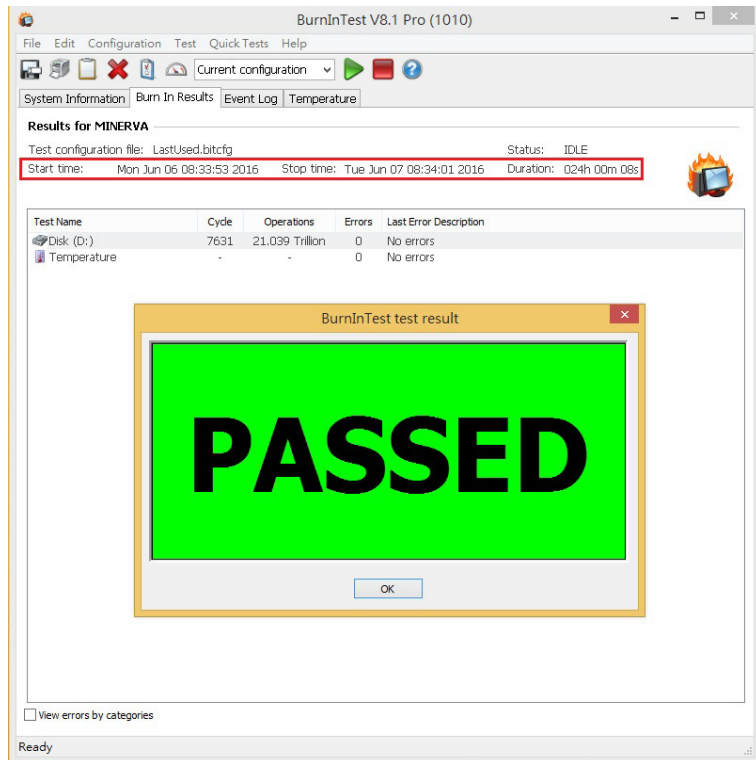 BurnInTest V8.1 Pro (1010)
File Edit Configuration Test Quick Tests Help
Current configuration
System Information Burn In Results Event Log Temperature
Results for MINERVA
Test configuration file: LastUsed.bitcfg Status: IDLE
Start time: Mon Jun 06 08:33:53 2016 Stop time: Tue Jun 07 08:34:01 2016 Duration: 024h 00m 08s
Test Name Cycle Operations Errors Last Error Description
Disk (D:) 7631 21.039 Trillion 0 No errors
Temperature - - 0 No errors
BurnInTest test result
PASSED
OK
View errors by categories
Ready